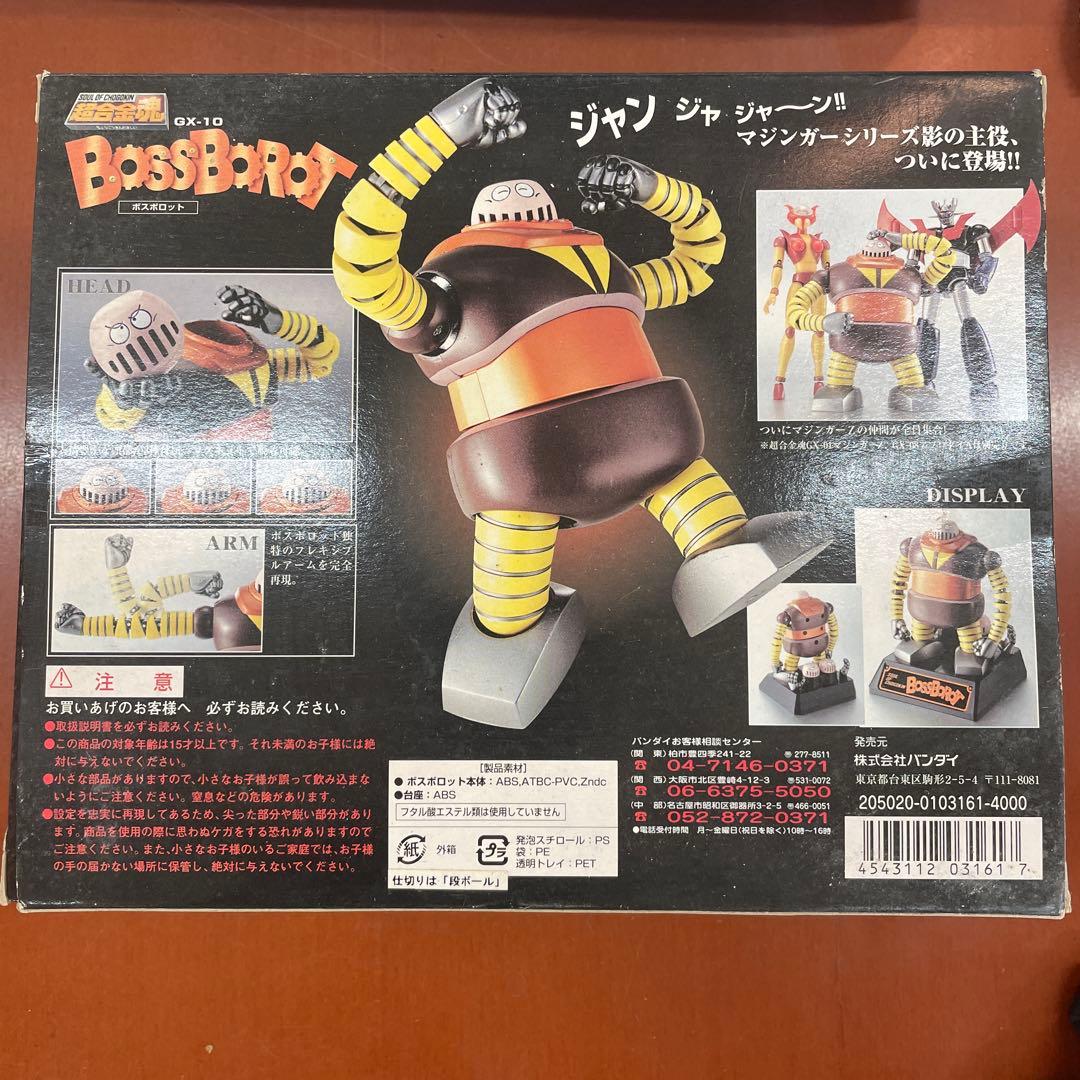 SOUL OF CHOGOKIN
超合金魂
GX-10
BOSSBOROT
ボスボロット
ジャン ジャ ジャ〜ン!!
マジンガーシリーズ影の主役、
ついに登場!!
HEAD
ARM
ボスボロット独
特のフレキシブ
ルアームを完全
再現。
ついにマジンガーZの仲間が全員集合!
DISPLAY
BOSSBOROT
⚠ 注 意
お買いあげのお客様へ 必ずお読みください。
●取扱説明書を必ずお読みください。
●この商品の対象年齢は15才以上です。それ未満のお子様には絶
対に与えないでください。
●小さな部品がありますので、小さなお子様が誤って飲み込まな
いようにご注意ください。窒息などの危険があります。
●設定を忠実に再現してあるため、尖った部分や鋭い部分があり
ます。商品を使用の際に思わぬケガをする恐れがありますので
ご注意ください。また、小さなお子様のいるご家庭では、お子様
の手の届かない場所に保管し、絶対に与えないでください。
【製品素材】
●ボスボロット本体:ABS,ATBC-PVC,Zndc
●台座:ABS
フタル酸エステル類は使用していません
紙
外箱
プラ
発泡スチロール:PS
袋:PE
透明トレイ:PET
仕切りは「段ボール」
バンダイお客様相談センター
(関 東)柏市豊四季241-22 〠277-8511
04-7146-0371
(関 西)大阪市北区豊崎4-12-3 〠531-0072
06-6375-5050
(中 部)名古屋市昭和区御器所3-2-5 〠466-0051
052-872-0371
●電話受付時間 月〜金曜日(祝日を除く)10時〜16時
発売元
株式会社バンダイ
東京都台東区駒形2-5-4 〒111-8081
205020-0103161-4000
4543112 03161 7